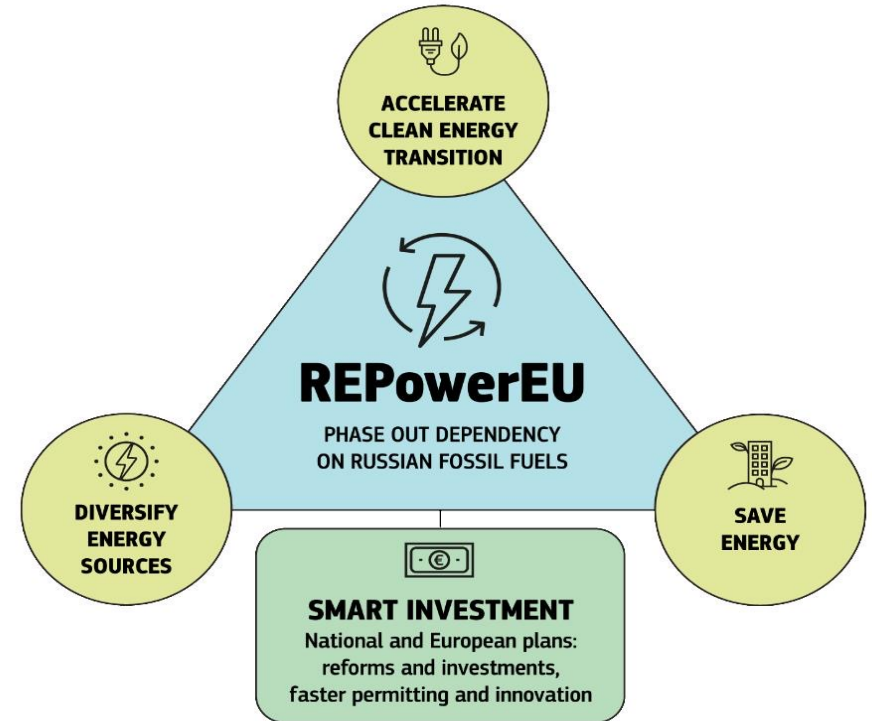 ACCELERATE
CLEAN ENERGY
TRANSITION
REPowerEU
PHASE OUT DEPENDENCY
ON RUSSIAN FOSSIL FUELS
DIVERSIFY
ENERGY
SOURCES
SAVE
ENERGY
€
SMART INVESTMENT
National and European plans:
reforms and investments,
faster permitting and innovation